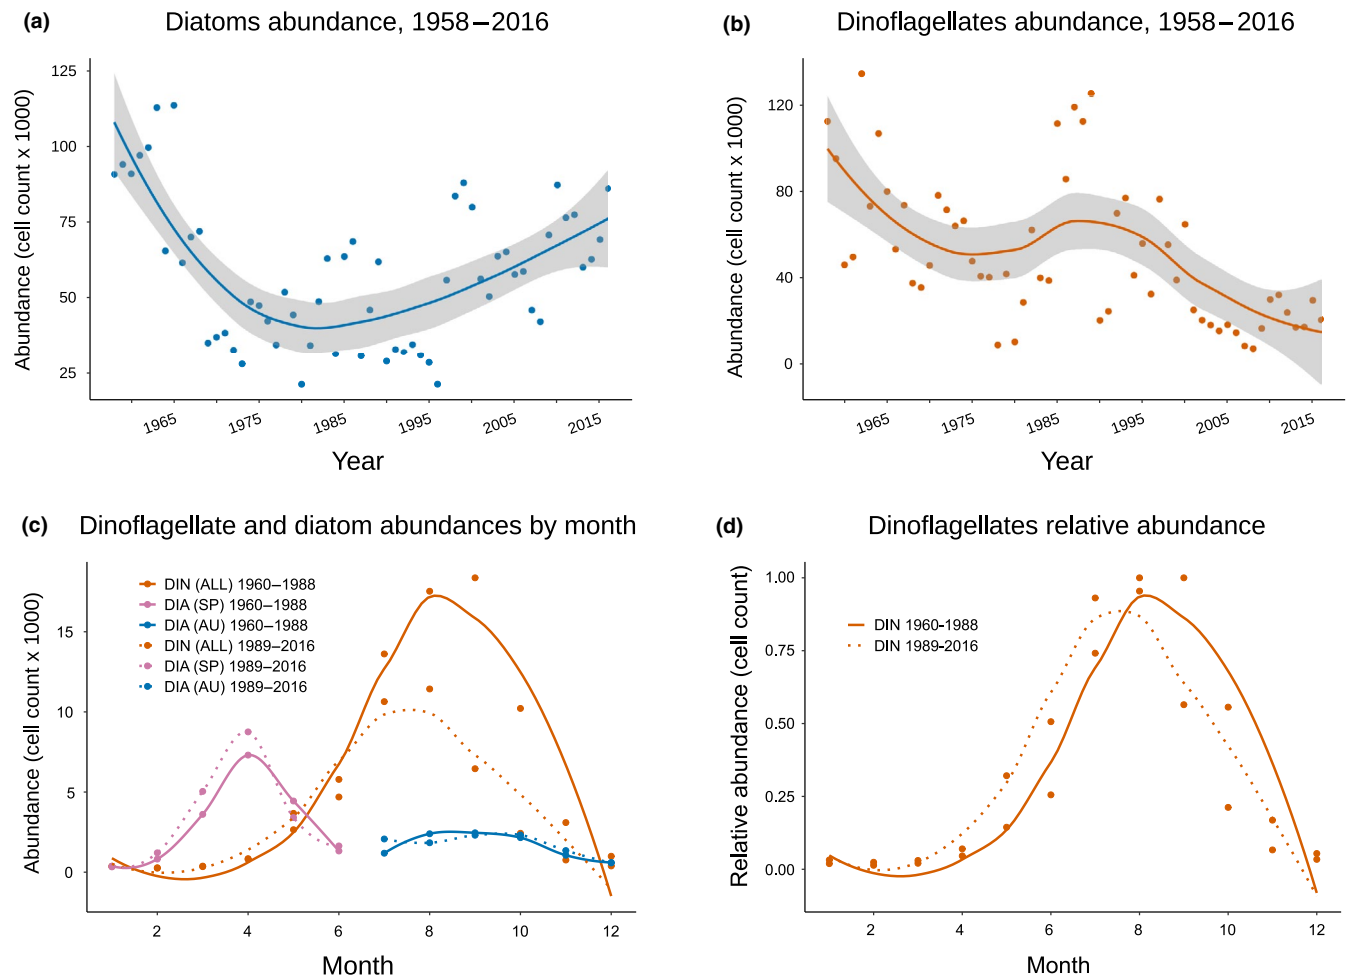 (a)
Diatoms abundance, 1958–2016
Abundance (cell count x 1000)
125
100
75
50
25
1965
1975
1985
1995
2005
2015
Year
(b)
Dinoflagellates abundance, 1958–2016
Abundance (cell count x 1000)
120
80
40
0
1965
1975
1985
1995
2005
2015
Year
(c)
Dinoflagellate and diatom abundances by month
Abundance (cell count x 1000)
15
10
5
0
DIN (ALL) 1960–1988
DIA (SP) 1960–1988
DIA (AU) 1960–1988
DIN (ALL) 1989–2016
DIA (SP) 1989–2016
DIA (AU) 1989–2016
2
4
6
8
10
12
Month
(d)
Dinoflagellates relative abundance
Relative abundance (cell count)
1.00
0.75
0.50
0.25
0.00
DIN 1960-1988
DIN 1989-2016
2
4
6
8
10
12
Month